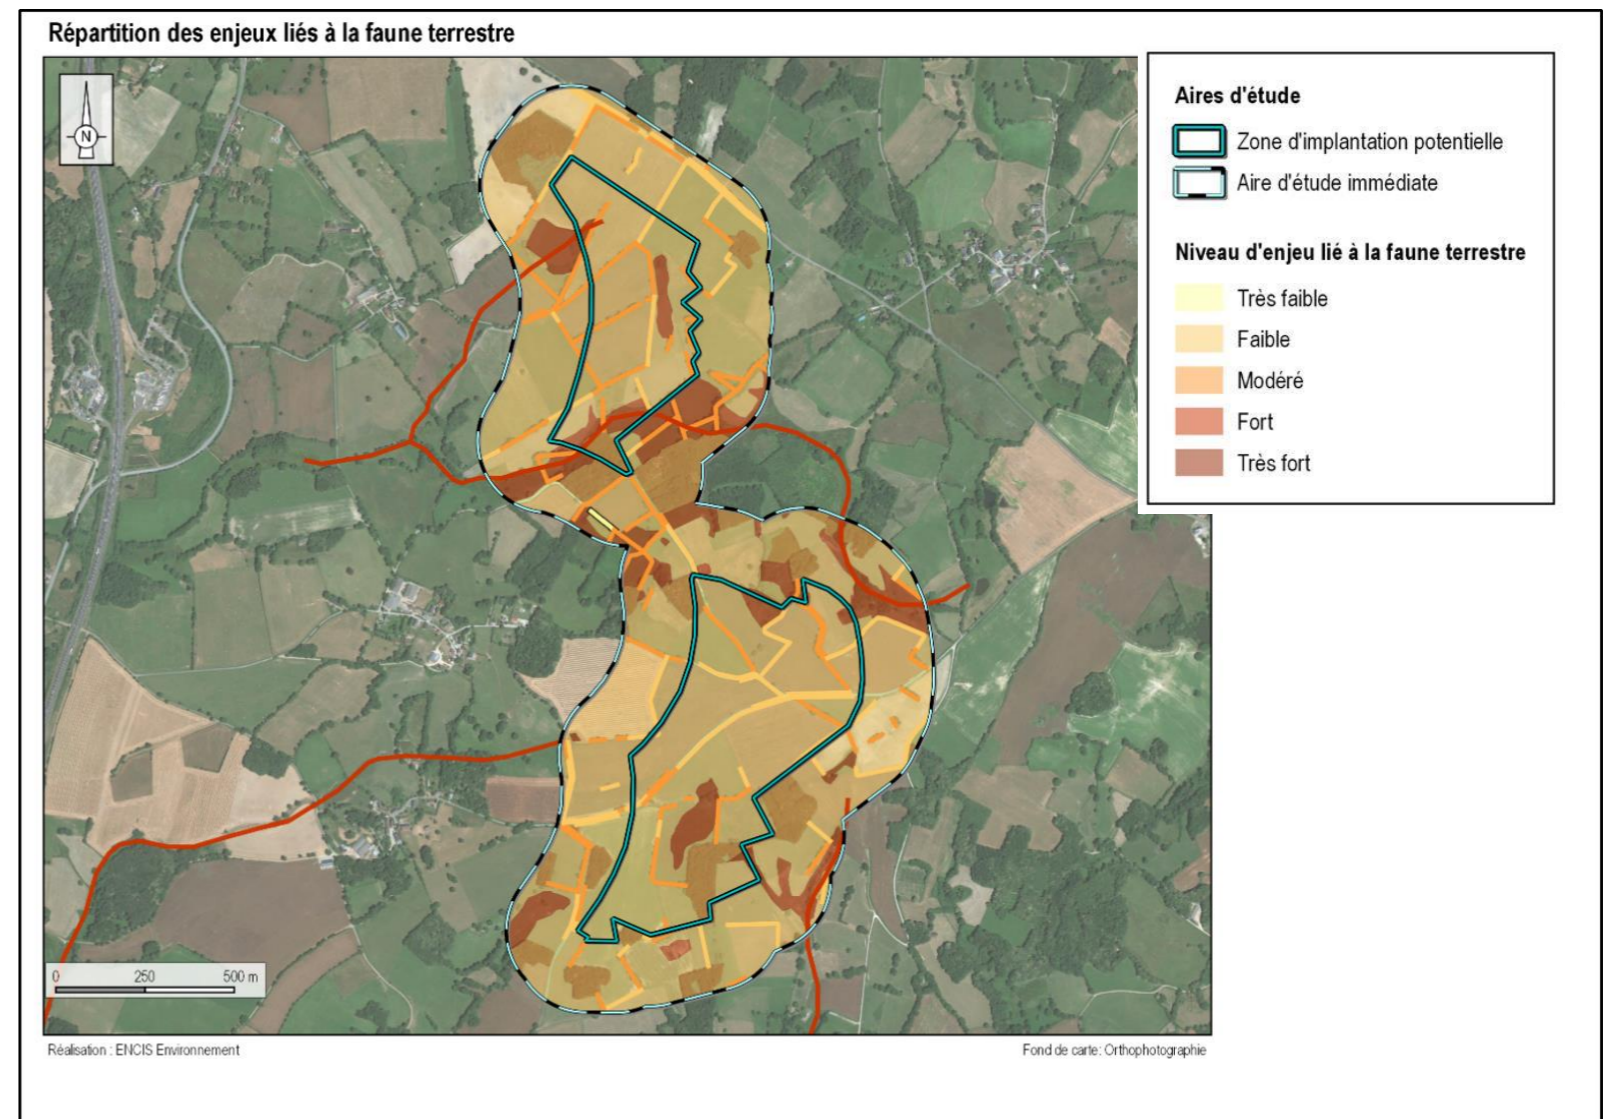 Répartition des enjeux liés à la faune terrestre
N
Aires d'étude
Zone d'implantation potentielle
Aire d'étude immédiate
Niveau d'enjeu lié à la faune terrestre
Très faible
Faible
Modéré
Fort
Très fort
0 250 500 m
Réalisation : ENCIS Environnement
Fond de carte: Orthophotographie